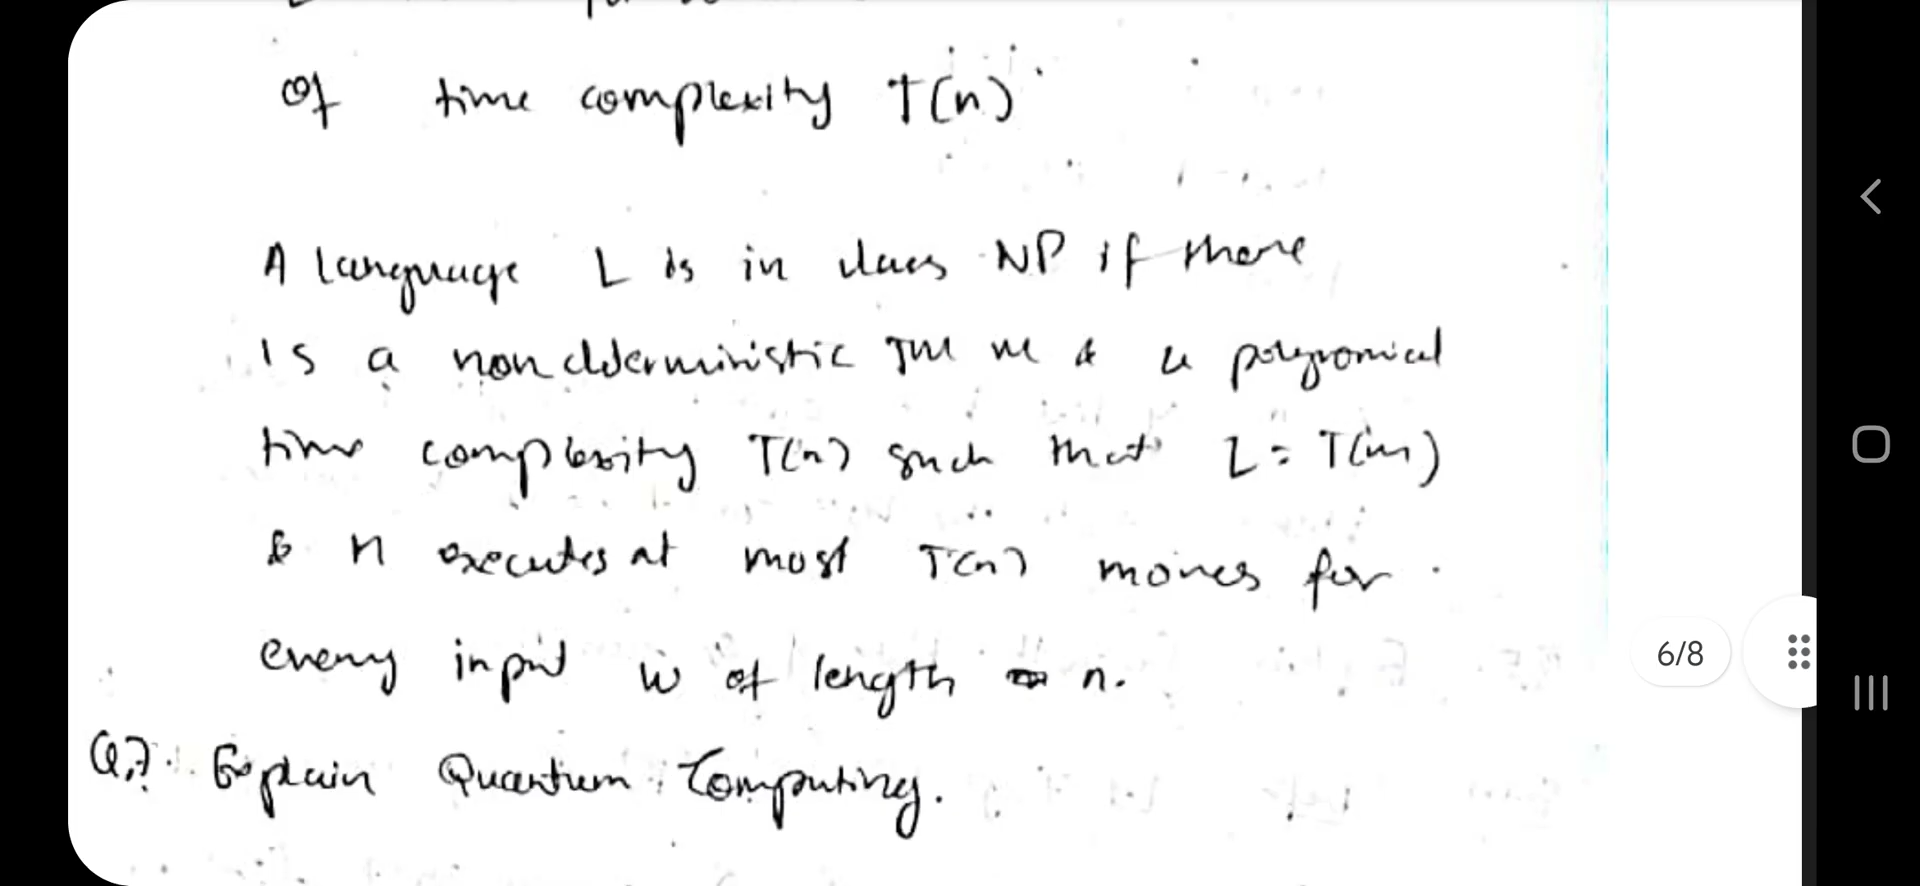 of time complexity T(n)
A language L is in class NP if there
is a nondeterministic TM M & a polynomial
time complexity T(n) such that L = T(M)
& M executes at most T(n) moves for
every input w of length n.
6/8
Q.7. Explain Quantum Computing.